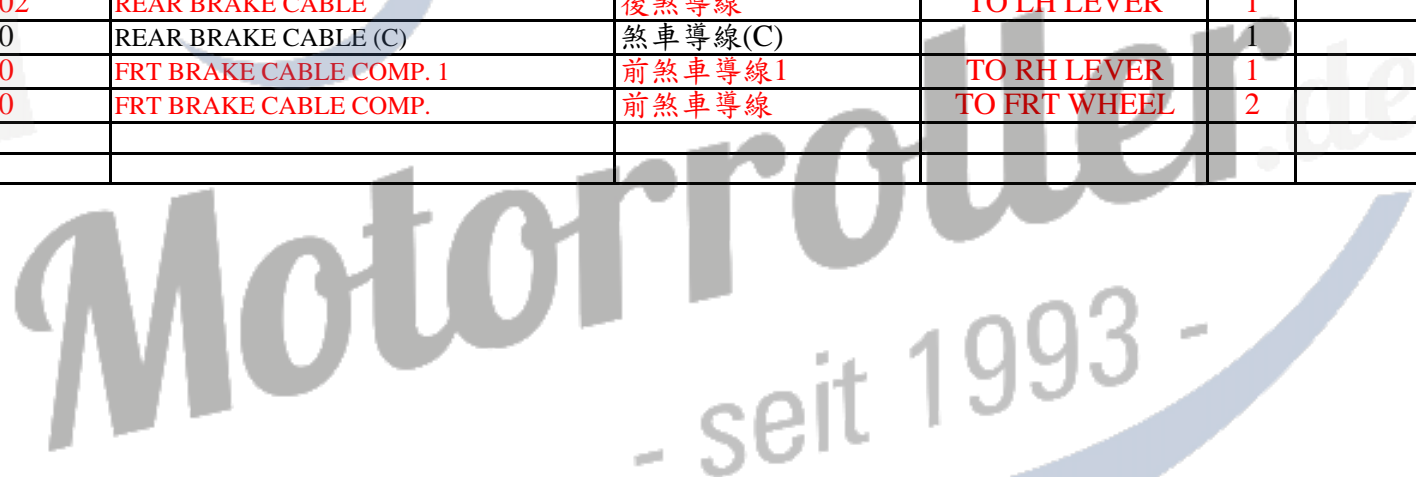 02 REAR BRAKE CABLE 後煞導線 TO LH LEVER 1
0 REAR BRAKE CABLE (C) 煞車導線(C) 1
0 FRT BRAKE CABLE COMP. 1 前煞車導線1 TO RH LEVER 1
0 FRT BRAKE CABLE COMP. 前煞車導線 TO FRT WHEEL 2
Motorroller.de
- seit 1993 -